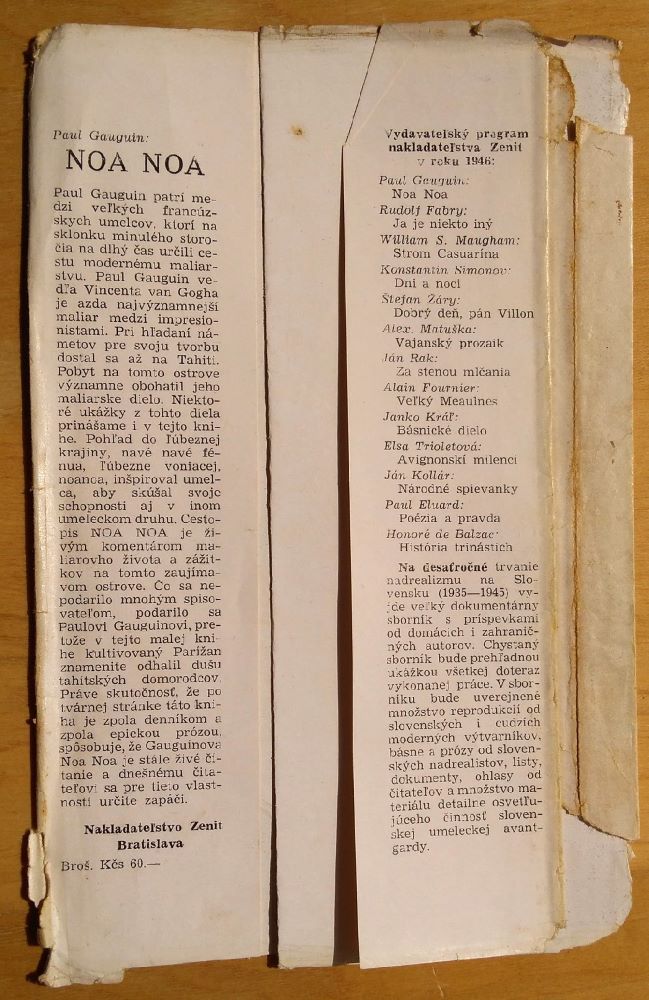 Paul Gauguin:
NOA NOA
Paul Gauguin patrí me-
dzi veľkých francúz-
skych umelcov, ktorí na
sklonku minulého storo-
čia na dlhý čas určili ce-
stu modernému maliar-
stvu. Paul Gauguin ve-
dľa Vincenta van Gogha
je azda najvýznamnejší
maliar medzi impresio-
nistami. Pri hľadaní ná-
metov pre svoju tvorbu
dostal sa až na Tahiti.
Pobyt na tomto ostrove
významne obohatil jeho
maliarske dielo. Niekto-
ré ukážky z tohto diela
prinášame i v tejto kni-
he. Pohľad do ľúbeznej
krajiny, navé navé fé-
nua, ľúbezne voniacej,
noanoa, inšpiroval umel-
ca, aby skúšal svoje
schopnosti aj v inom
umeleckom druhu. Cesto-
pis NOA NOA je ži-
vým komentárom ma-
liarovho života a zážit-
kov na tomto zaujíma-
vom ostrove. Čo sa ne-
podarilo mnohým spiso-
vateľom, podarilo sa
Paulovi Gauguinovi, pre-
tože v tejto malej kni-
he kultivovaný Parížan
znamenite odhalil dušu
tahitských domorodcov.
Práve skutočnosť, že po
tvárnej stránke táto kni-
ha je zpola denníkom a
zpola epickou prózou,
spôsobuje, že Gauguinova
Noa Noa je stále živé čí-
tanie a dnešnému čita-
teľovi sa pre tieto vlast-
nosti určite zapáči.
Nakladateľstvo Zenit
Bratislava
Broš. Kčs 60.—
Vydavateľský program
nakladateľstva Zenit
v roku 1946:
Paul Gauguin:
Noa Noa
Rudolf Fabry:
Ja je niekto iný
William S. Maugham:
Strom Casuarina
Konstantin Simonov:
Dni a noci
Štefan Žáry:
Dobrý deň, pán Villon
Alex. Matuška:
Vajanský prozaik
Ján Rak:
Za stenou mlčania
Alain Fournier:
Veľký Meaulnes
Janko Kráľ:
Básnické dielo
Elsa Trioletová:
Avignonskí milenci
Ján Kollár:
Národné spievanky
Paul Eluard:
Poézia a pravda
Honoré de Balzac:
História trinástich
Na desaťročné trvanie
nadrealizmu na Slo-
vensku (1935—1945) vy-
jde veľký dokumentárny
sborník s príspevkami
od domácich i zahranič-
ných autorov. Chystaný
sborník bude prehľadnou
ukážkou všetkej doteraz
vykonanej práce. V sbor-
níku bude uverejnené
množstvo reprodukcií od
slovenských i cudzích
moderných výtvarníkov,
básne a prózy od sloven-
ských nadrealistov, listy,
dokumenty, ohlasy od
čitateľov a množstvo ma-
teriálu detailne osvetľu-
júceho činnosť sloven-
skej umeleckej avant-
gardy.